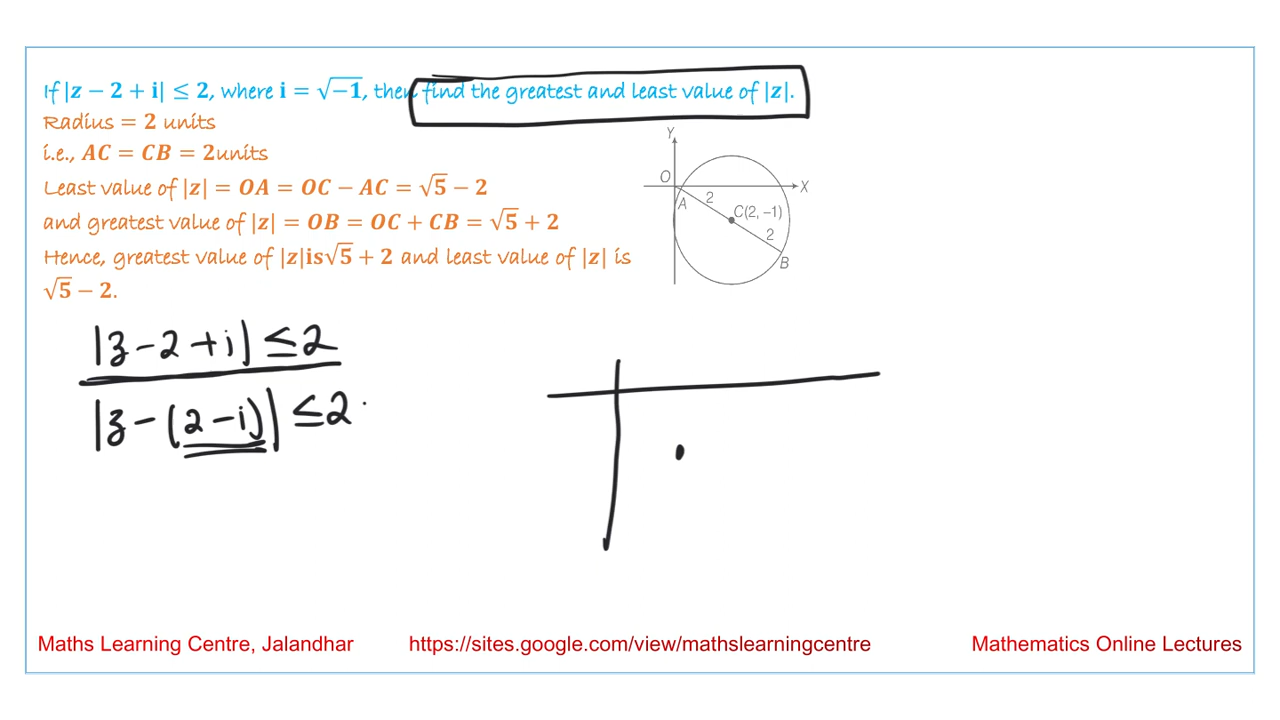 If |z − 2 + i| ≤ 2, where i = √−1, then find the greatest and least value of |z|.
Radius = 2 units
i.e., AC = CB = 2units
Least value of |z| = OA = OC − AC = √5 − 2
and greatest value of |z| = OB = OC + CB = √5 + 2
Hence, greatest value of |z|is√5 + 2 and least value of |z| is
√5 − 2.
Y
O
X
A
2
C(2, −1)
2
B
|z − 2 + i| ≤ 2
|z − (2 − i)| ≤ 2
Maths Learning Centre, Jalandhar
https://sites.google.com/view/mathslearningcentre
Mathematics Online Lectures